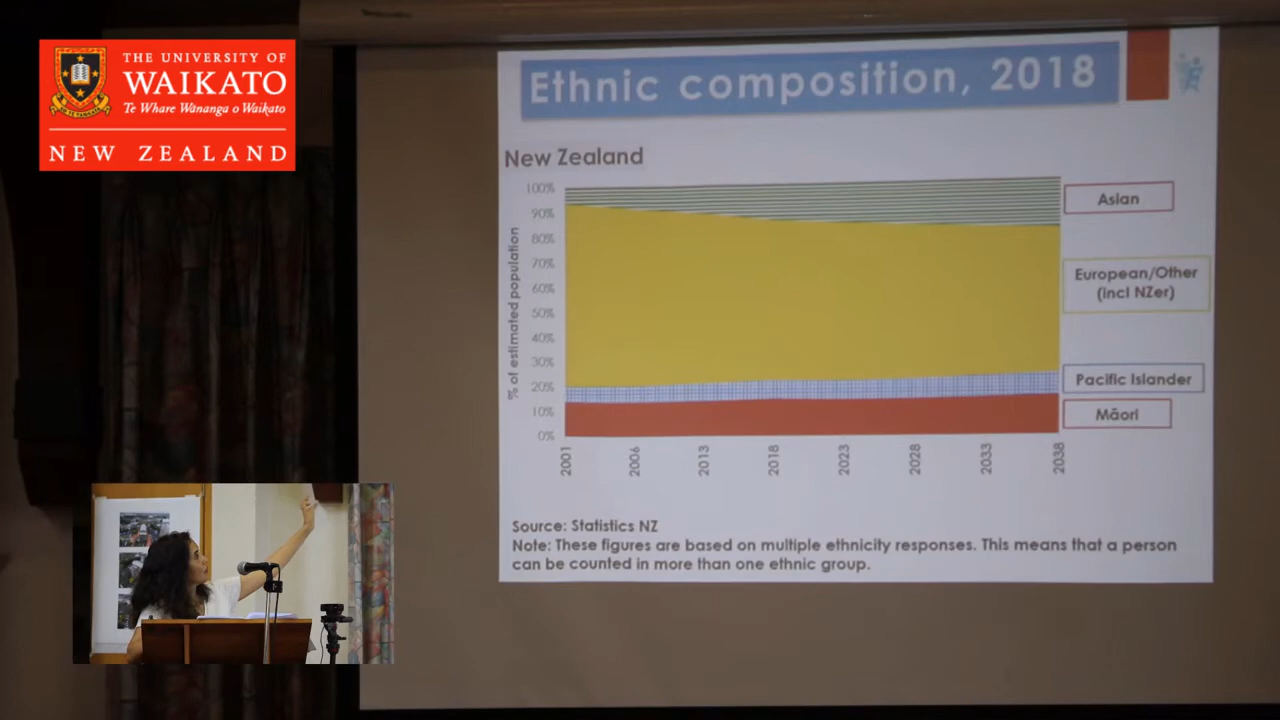 THE UNIVERSITY OF
WAIKATO
Te Whare Wānanga o Waikato
NEW ZEALAND
Ethnic composition, 2018
New Zealand
% of estimated population
100%
90%
80%
70%
60%
50%
40%
30%
20%
10%
0%
2001
2006
2013
2018
2023
2028
2033
2038
Asian
European/Other
(incl NZer)
Pacific Islander
Māori
Source: Statistics NZ
Note: These figures are based on multiple ethnicity responses. This means that a person
can be counted in more than one ethnic group.